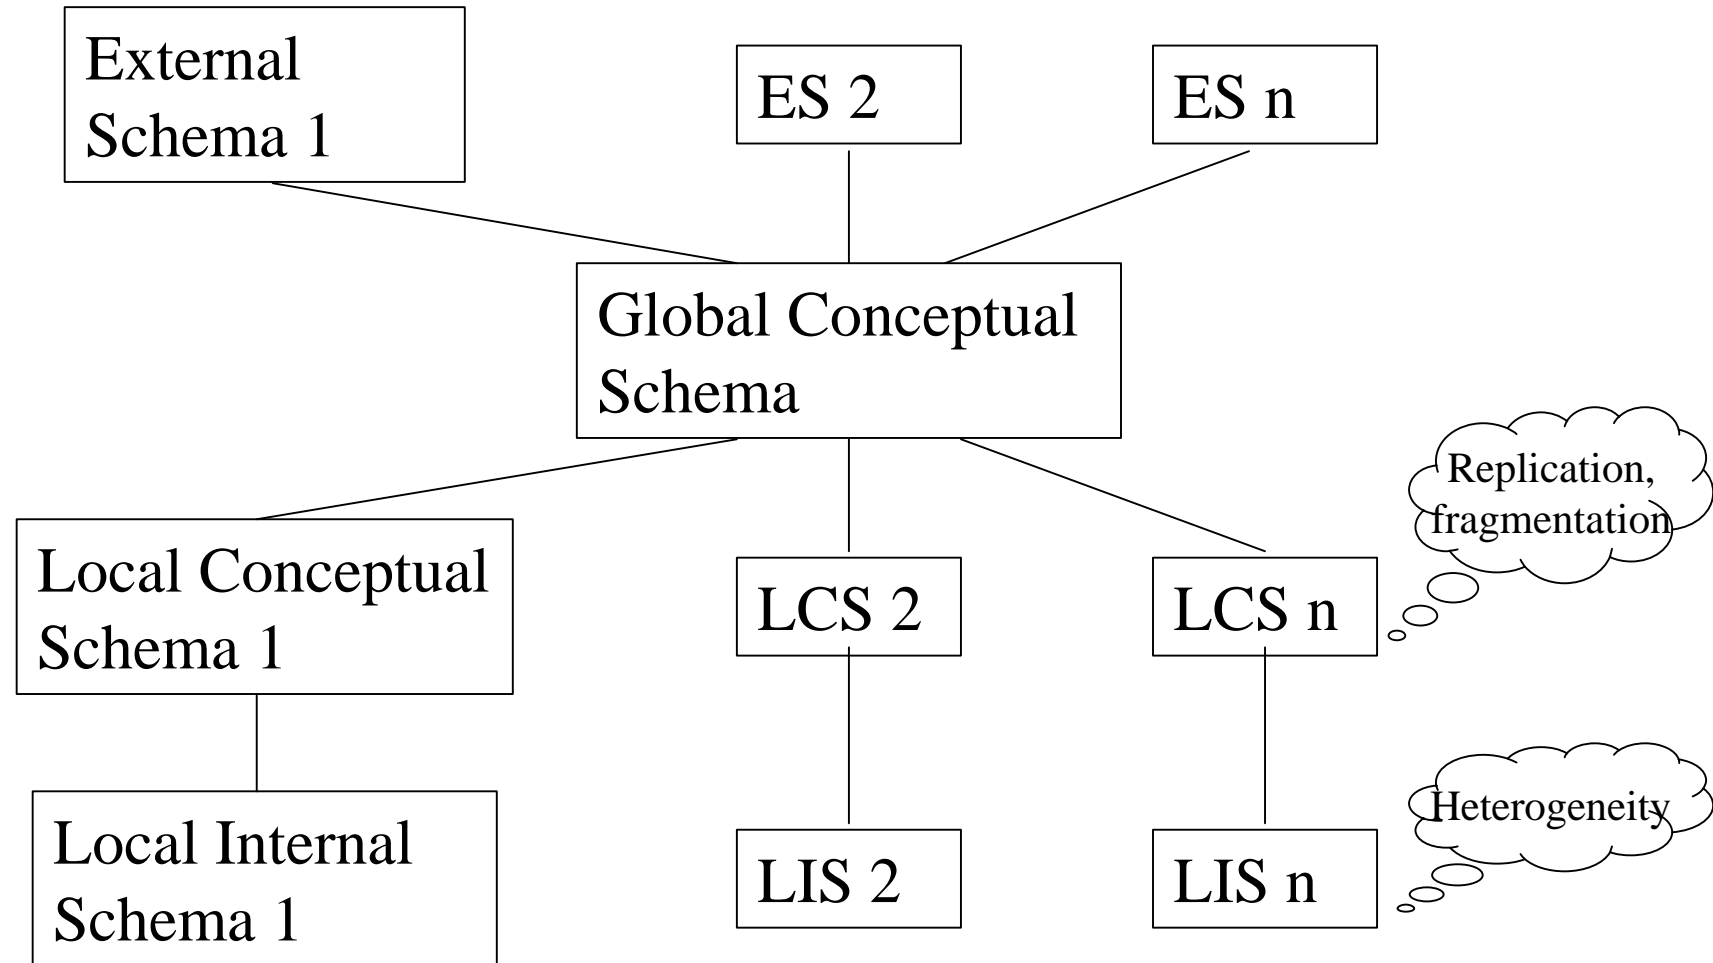 External
Schema 1
ES 2
ES n
Global Conceptual
Schema
Replication,
fragmentation
Local Conceptual
Schema 1
LCS 2
LCS n
Heterogeneity
Local Internal
Schema 1
LIS 2
LIS n